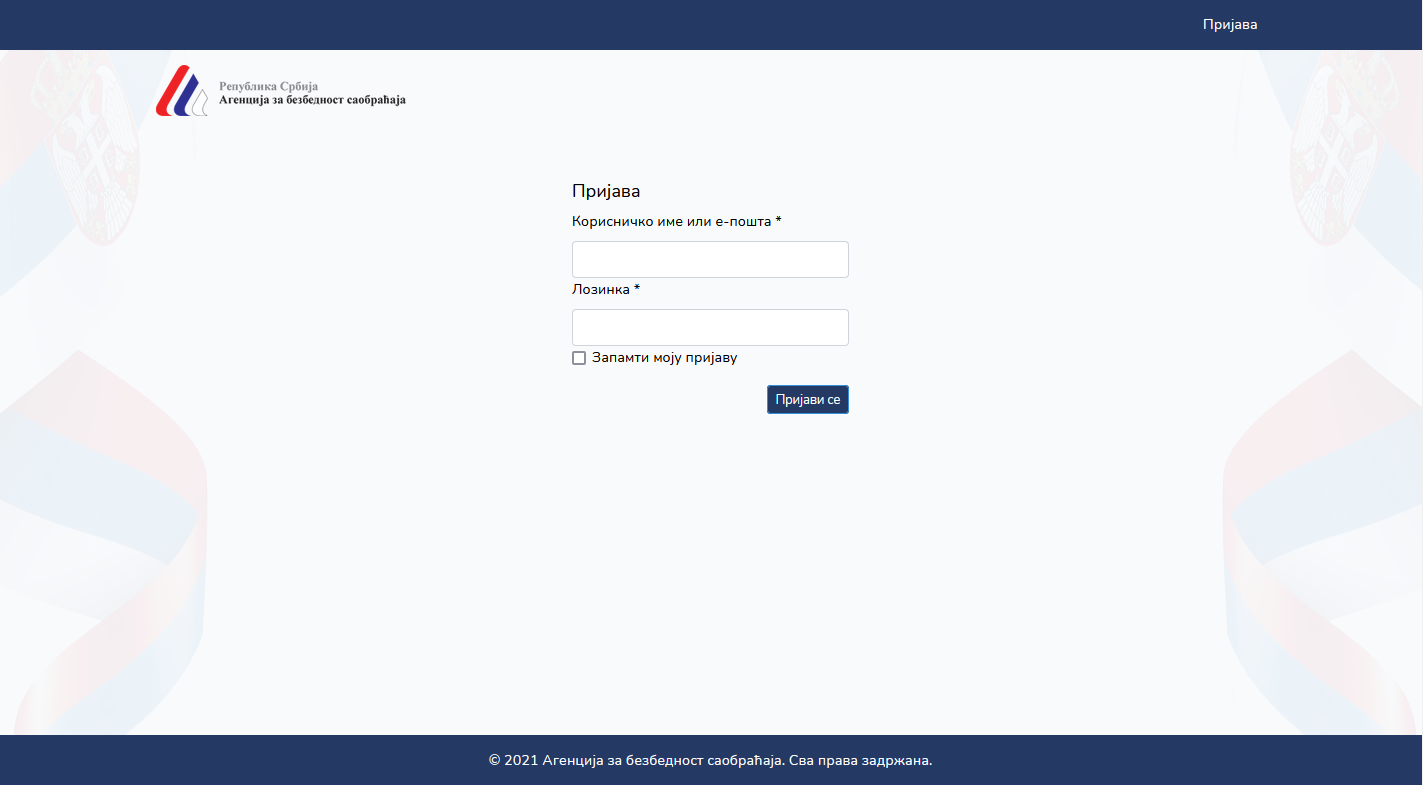 Пријава
Република Србија
Агенција за безбедност саобраћаја
Пријава
Корисничко име или е-пошта *
Лозинка *
Запамти моју пријаву
Пријави се
© 2021 Агенција за безбедност саобраћаја. Сва права задржана.